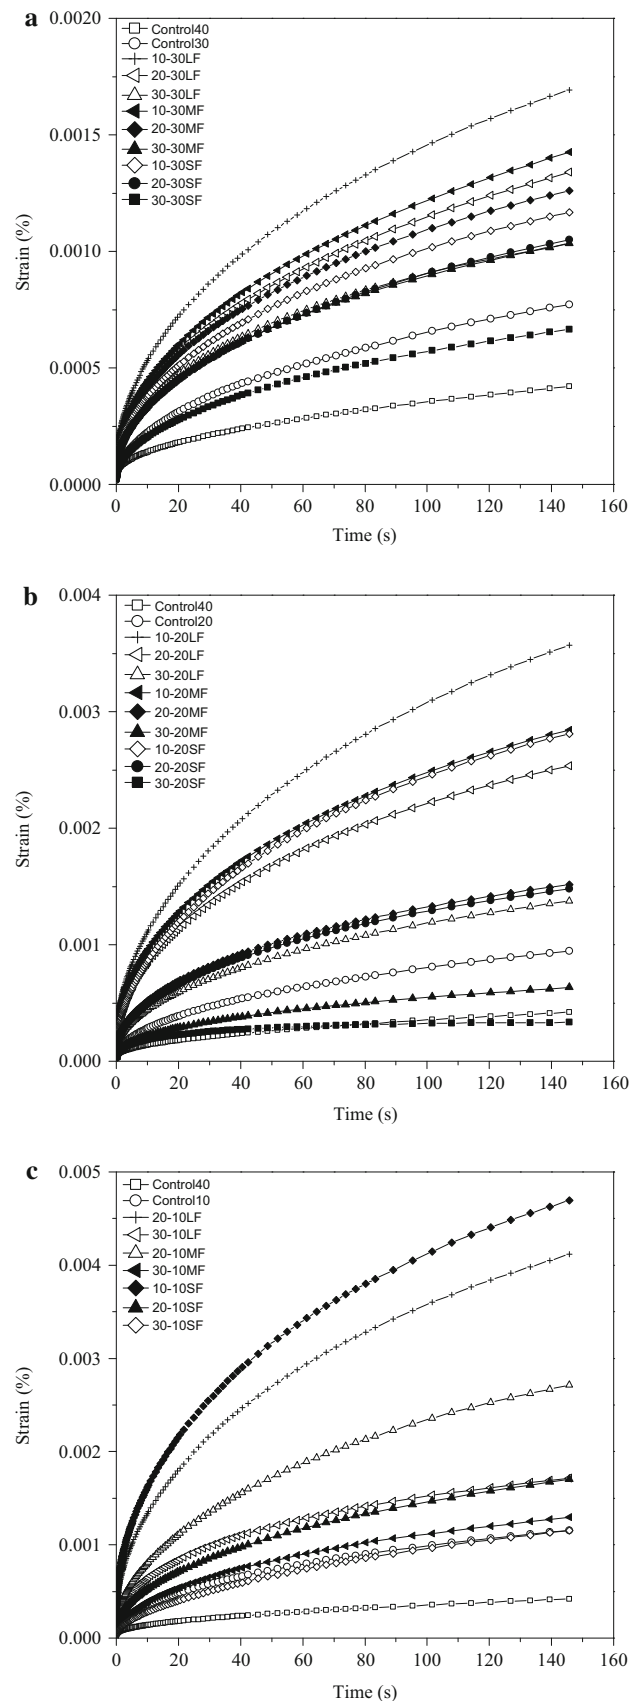 a
0.0020
0.0015
0.0010
0.0005
0.0000
Strain (%)
Control40
Control30
10-30LF
20-30LF
30-30LF
10-30MF
20-30MF
30-30MF
10-30SF
20-30SF
30-30SF
0 20 40 60 80 100 120 140 160
Time (s)
b
0.004
0.003
0.002
0.001
0.000
Strain (%)
Control40
Control20
10-20LF
20-20LF
30-20LF
10-20MF
20-20MF
30-20MF
10-20SF
20-20SF
30-20SF
0 20 40 60 80 100 120 140 160
Time (s)
c
0.005
0.004
0.003
0.002
0.001
0.000
Strain (%)
Control40
Control10
20-10LF
30-10LF
20-10MF
30-10MF
10-10SF
20-10SF
30-10SF
0 20 40 60 80 100 120 140 160
Time (s)